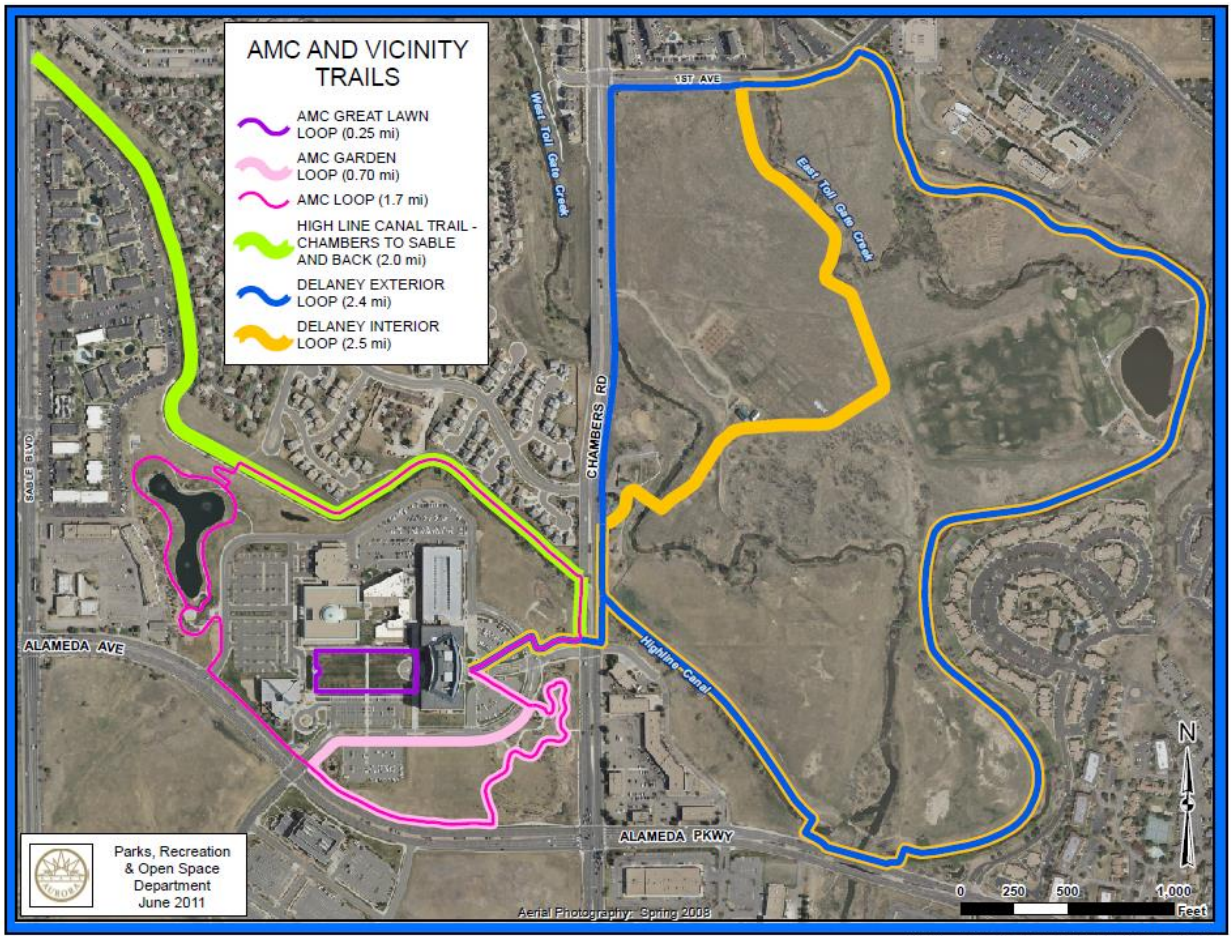 AMC AND VICINITY
TRAILS
AMC GREAT LAWN
LOOP (0.25 mi)
AMC GARDEN
LOOP (0.70 mi)
AMC LOOP (1.7 mi)
HIGH LINE CANAL TRAIL -
CHAMBERS TO SABLE
AND BACK (2.0 mi)
DELANEY EXTERIOR
LOOP (2.4 mi)
DELANEY INTERIOR
LOOP (2.5 mi)
1ST AVE
West Toll Gate Creek
East Toll Gate Creek
CHAMBERS RD
SABLE BLVD
ALAMEDA AVE
Highline Canal
ALAMEDA PKWY
N
Parks, Recreation
& Open Space
Department
June 2011
AURORA
0 250 500 1,000
Feet
Aerial Photography: Spring 2008